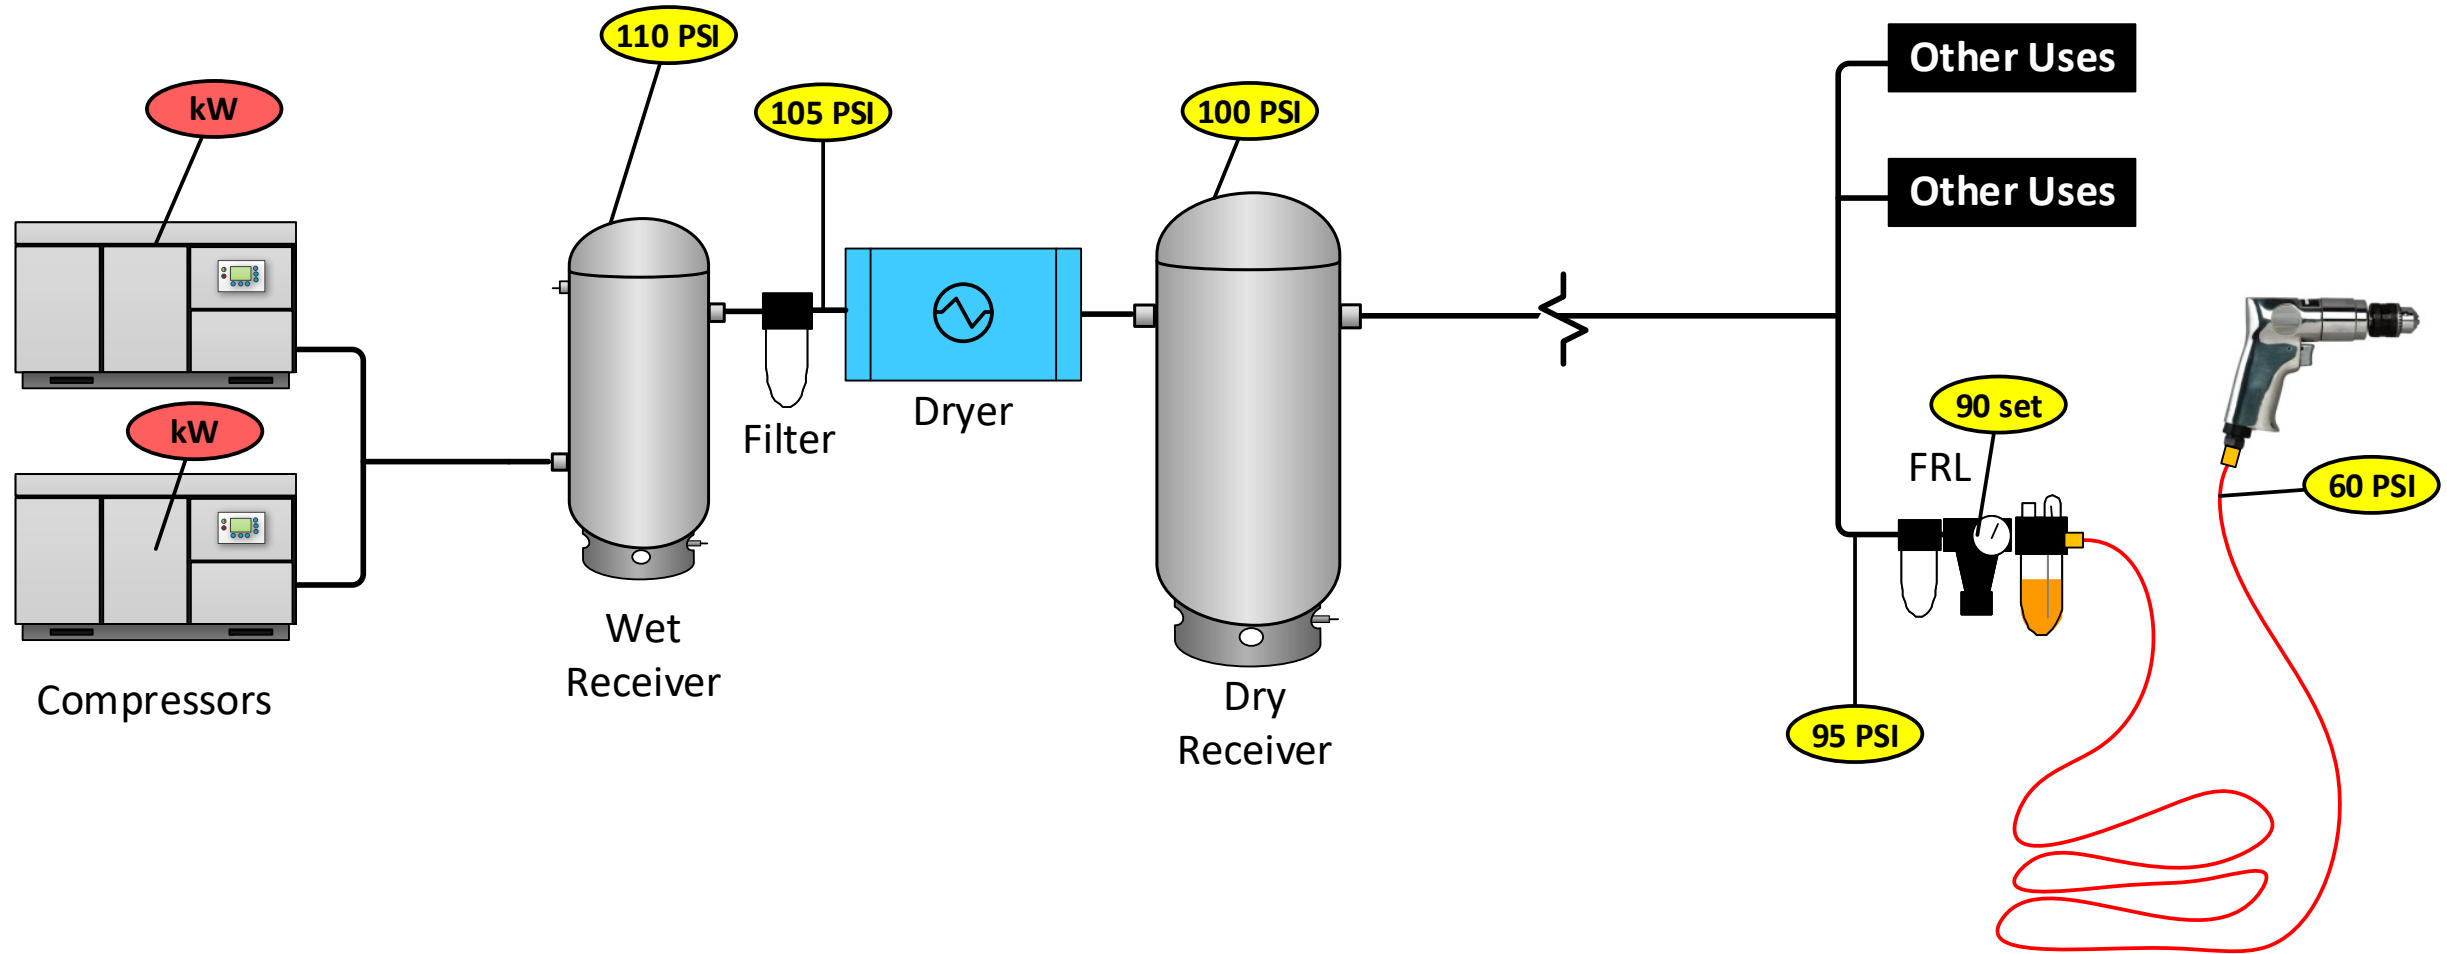 110 PSI
kW
105 PSI
100 PSI
Other Uses
Other Uses
kW
Filter
Dryer
90 set
FRL
60 PSI
Wet
Receiver
Compressors
Dry
Receiver
95 PSI